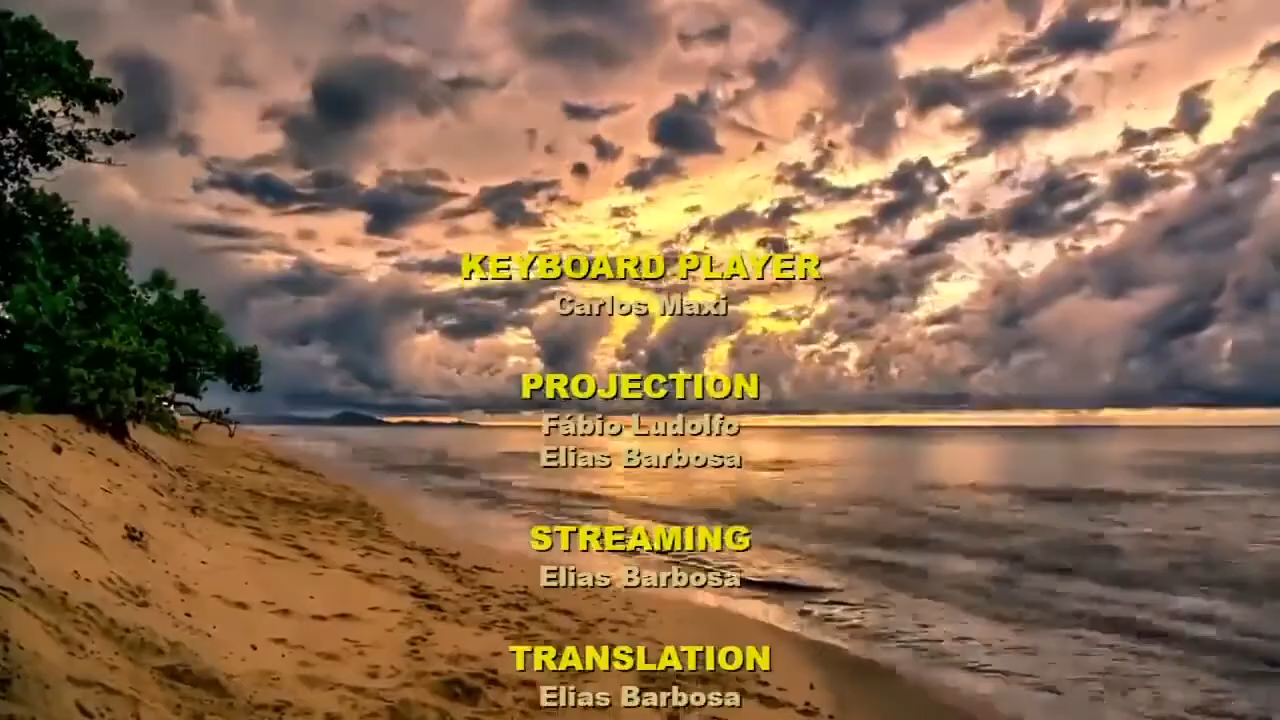 KEYBOARD PLAYER
Carlos Maxi
PROJECTION
Fábio Ludolfo
Elias Barbosa
STREAMING
Elias Barbosa
TRANSLATION
Elias Barbosa